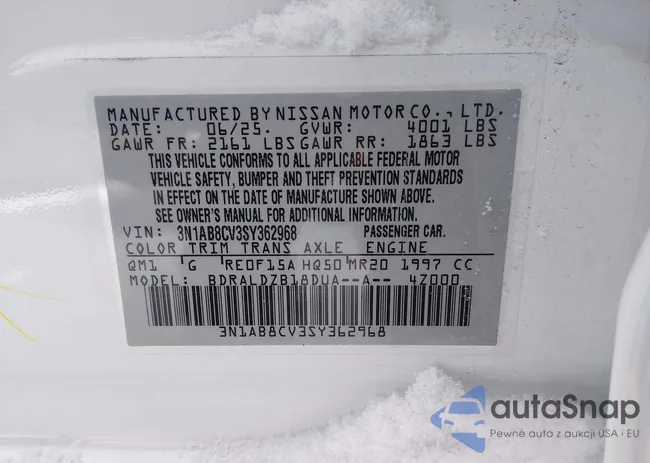 MANUFACTURED BY NISSAN MOTOR CO., LTD.
DATE: 06/25. GVWR: 4001 LBS
GAWR FR: 2161 LBS GAWR RR: 1863 LBS
THIS VEHICLE CONFORMS TO ALL APPLICABLE FEDERAL MOTOR
VEHICLE SAFETY, BUMPER AND THEFT PREVENTION STANDARDS
IN EFFECT ON THE DATE OF MANUFACTURE SHOWN ABOVE.
SEE OWNER'S MANUAL FOR ADDITIONAL INFORMATION.
VIN: 3N1AB8CV3SY362968 PASSENGER CAR.
COLOR TRIM TRANS AXLE ENGINE
QM1 G RE0F15A HQ50 MR20 1997 CC
MODEL: BDRALDZB18DUA--A-- 4Z000
3N1AB8CV3SY362968
autoSnap
Pewne auta z aukcji USA i EU